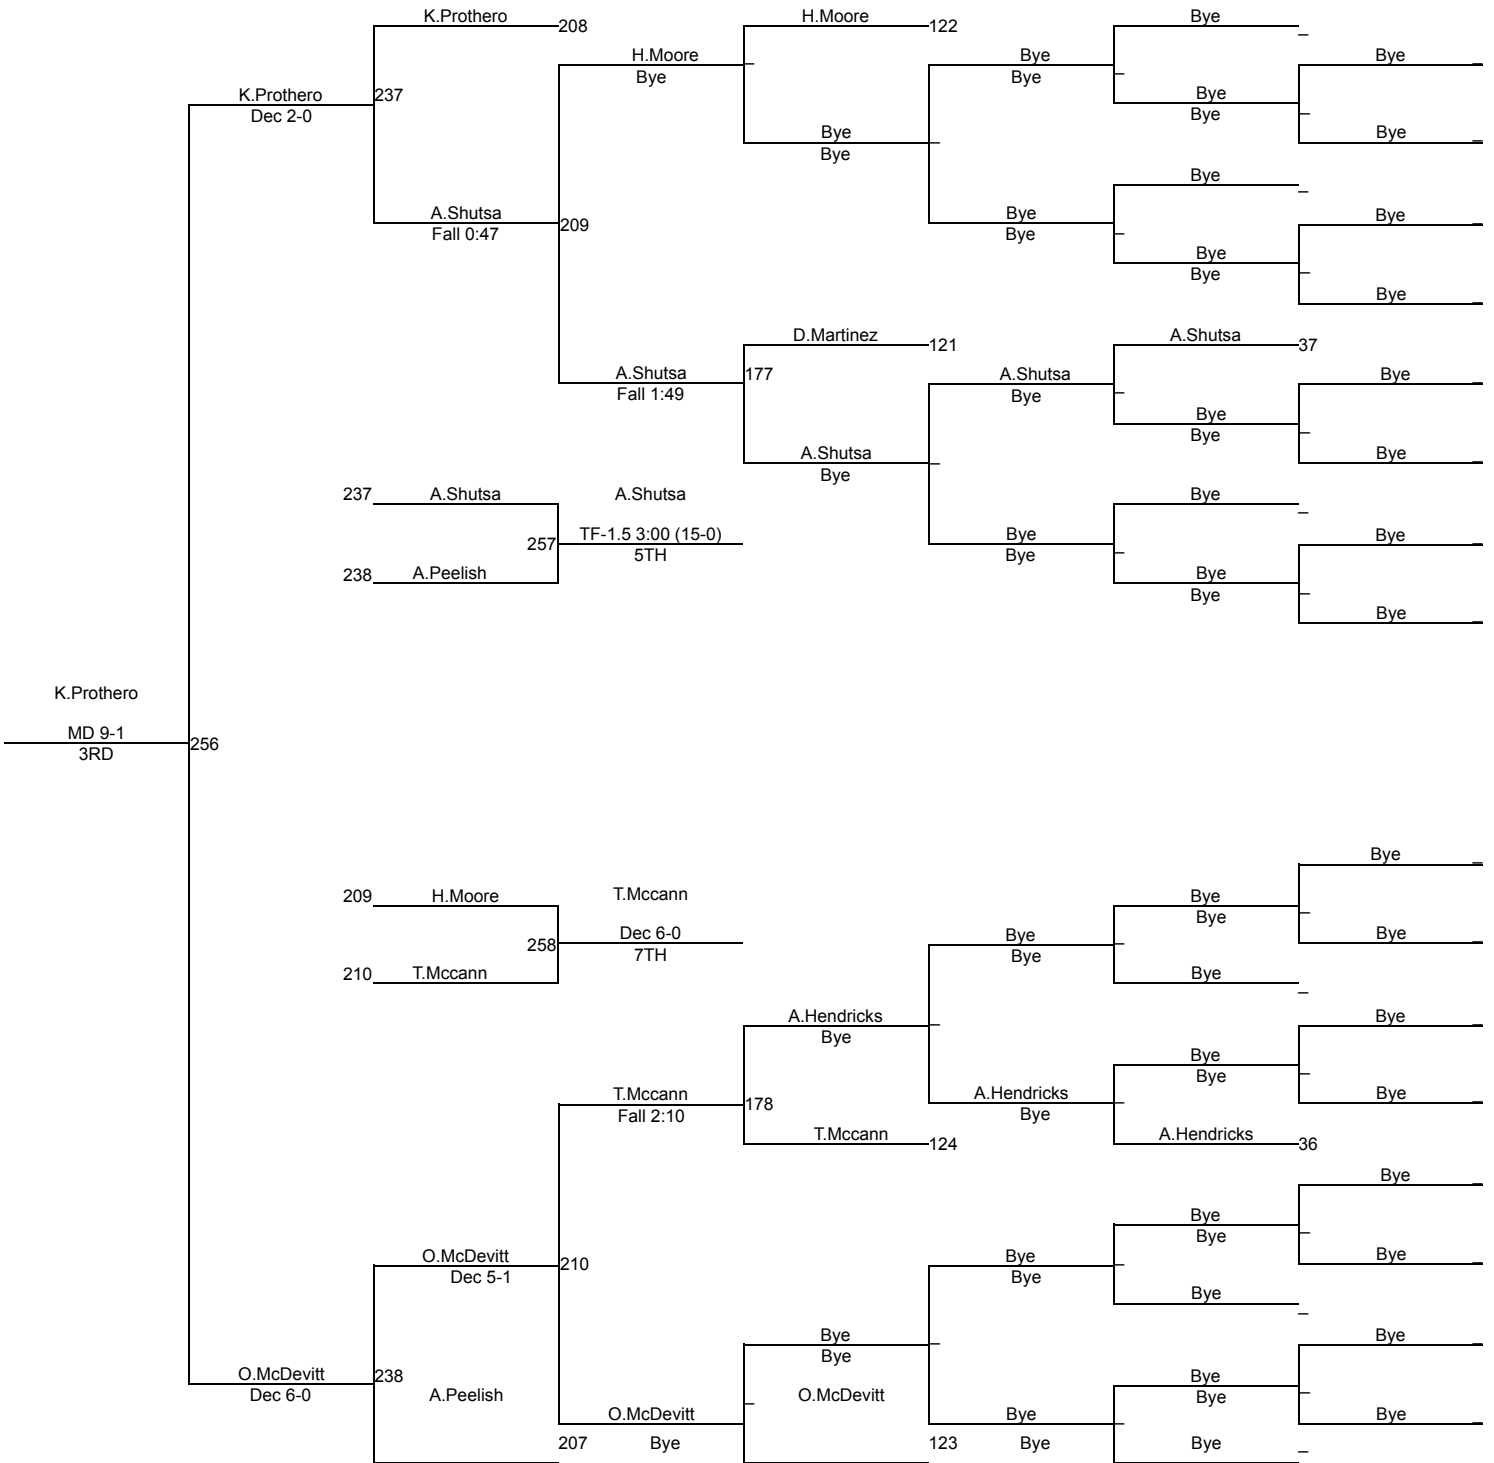 K.Prothero
208
H.Moore
122
Bye
H.Moore
Bye
Bye
Bye
Bye
K.Prothero
Dec 2-0
237
Bye
Bye
Bye
Bye
Bye
Bye
A.Shutsa
Fall 0:47
209
Bye
Bye
Bye
Bye
Bye
Bye
D.Martinez
121
A.Shutsa
37
A.Shutsa
Fall 1:49
177
A.Shutsa
Bye
Bye
Bye
Bye
A.Shutsa
Bye
Bye
237
A.Shutsa
A.Shutsa
Bye
257
TF-1.5 3:00 (15-0)
5TH
Bye
Bye
Bye
238
A.Peelish
Bye
Bye
Bye
K.Prothero
MD 9-1
3RD
256
Bye
209
H.Moore
T.Mccann
Bye
Bye
258
Dec 6-0
7TH
Bye
Bye
Bye
210
T.Mccann
Bye
A.Hendricks
Bye
Bye
Bye
Bye
T.Mccann
Fall 2:10
178
A.Hendricks
Bye
Bye
T.Mccann
124
A.Hendricks
36
Bye
Bye
Bye
O.McDevitt
Dec 5-1
210
Bye
Bye
Bye
Bye
Bye
Bye
Bye
O.McDevitt
Dec 6-0
238
A.Peelish
O.McDevitt
Bye
Bye
O.McDevitt
Bye
Bye
207
Bye
123
Bye
Bye